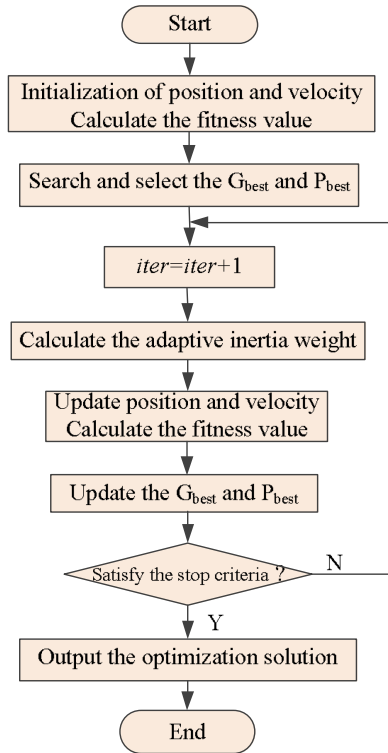 Start
Initialization of position and velocity
Calculate the fitness value
Search and select the Gbest and Pbest
iter=iter+1
Calculate the adaptive inertia weight
Update position and velocity
Calculate the fitness value
Update the Gbest and Pbest
Satisfy the stop criteria ?
N
Y
Output the optimization solution
End